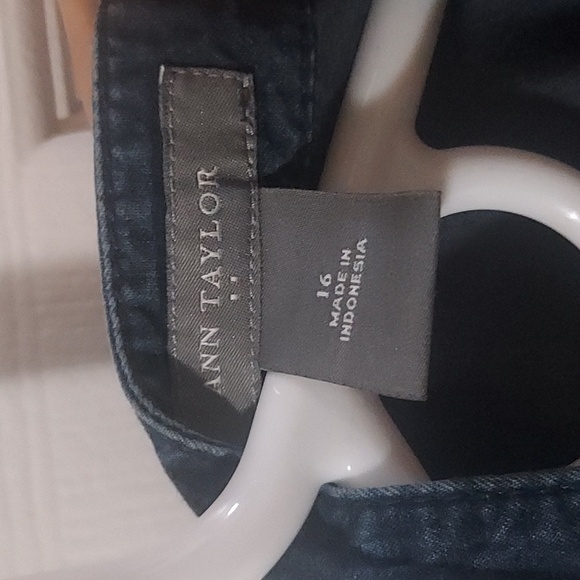 ANN TAYLOR
16
MADE IN
INDONESIA